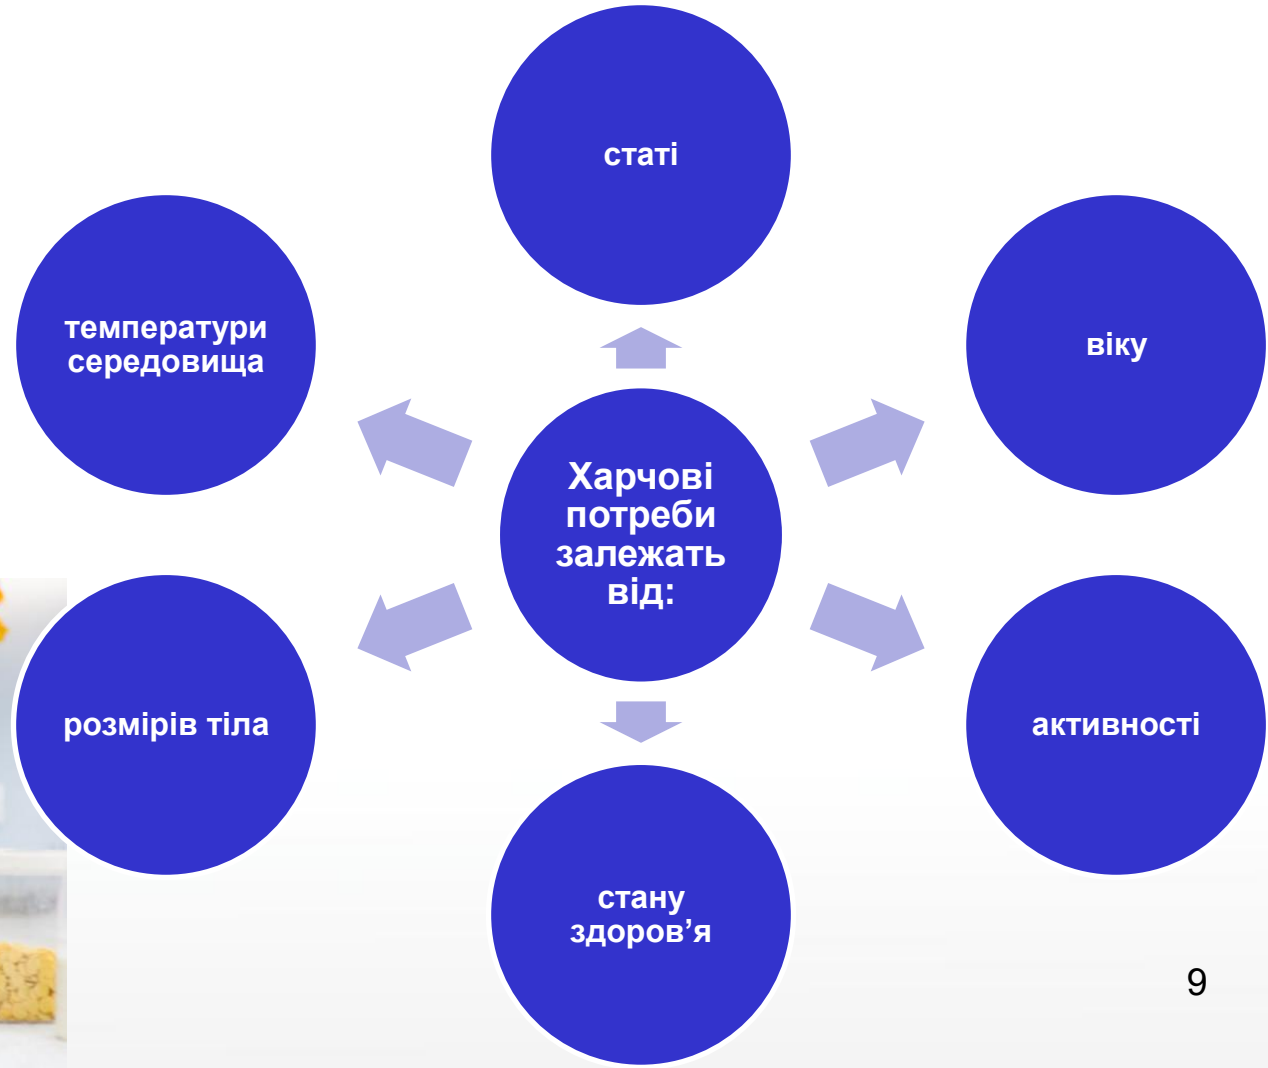 статі
температури
середовища
віку
Харчові
потреби
залежать
від:
розмірів тіла
активності
стану
здоров’я
9